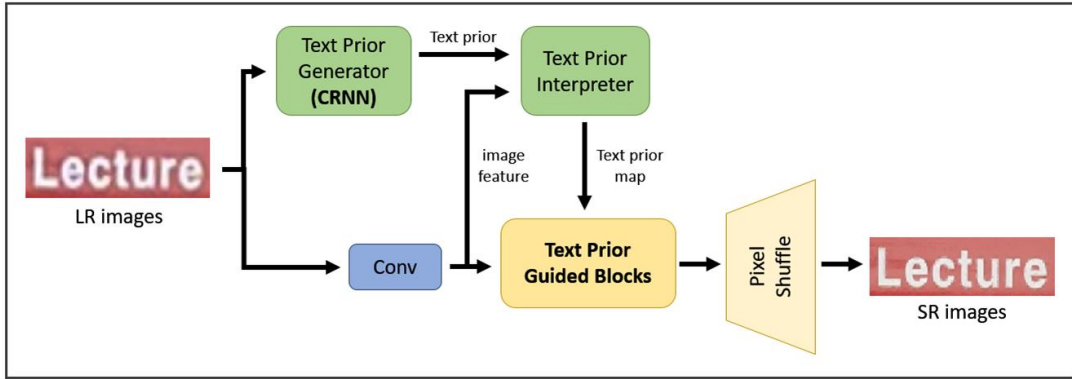 Text Prior
Generator
(CRNN)
Text prior
Text Prior
Interpreter
Lecture
LR images
image
feature
Text prior
map
Conv
Text Prior
Guided Blocks
Pixel
Shuffle
Lecture
SR images